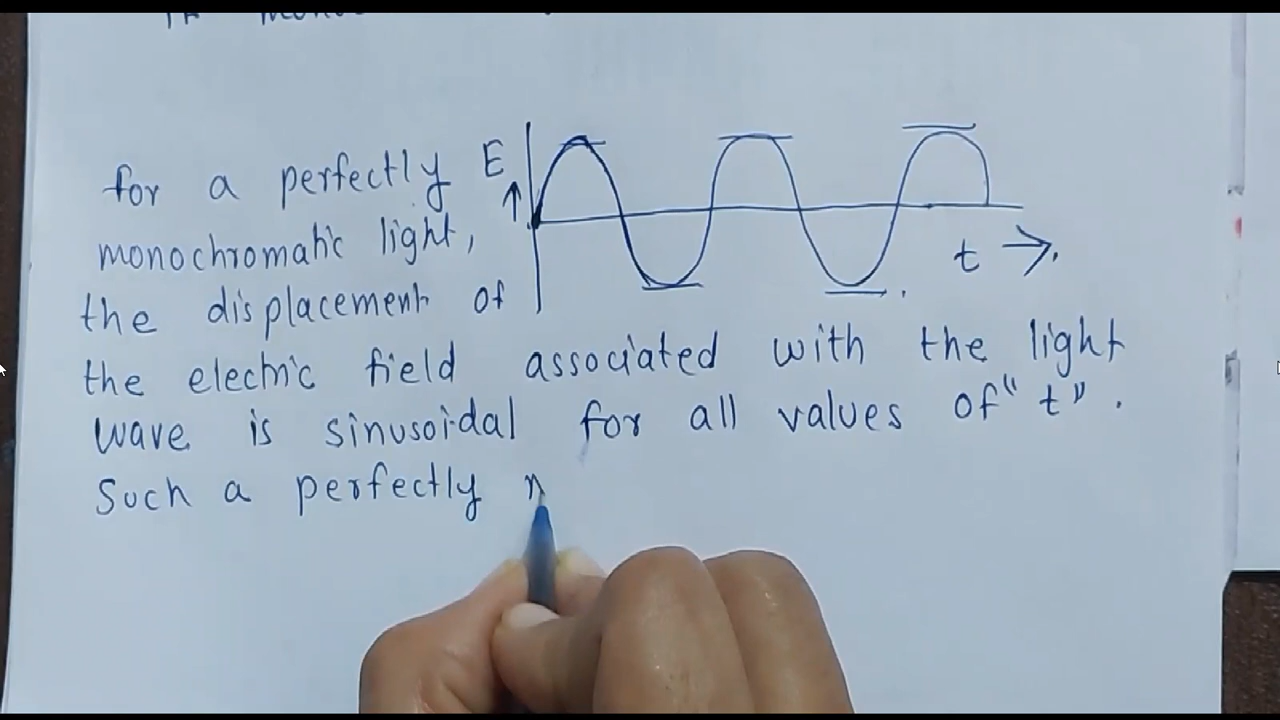 for a perfectly
monochromatic light,
the displacement of
E
t
the electric field associated with the light
wave is sinusoidal for all values of "t".
Such a perfectly